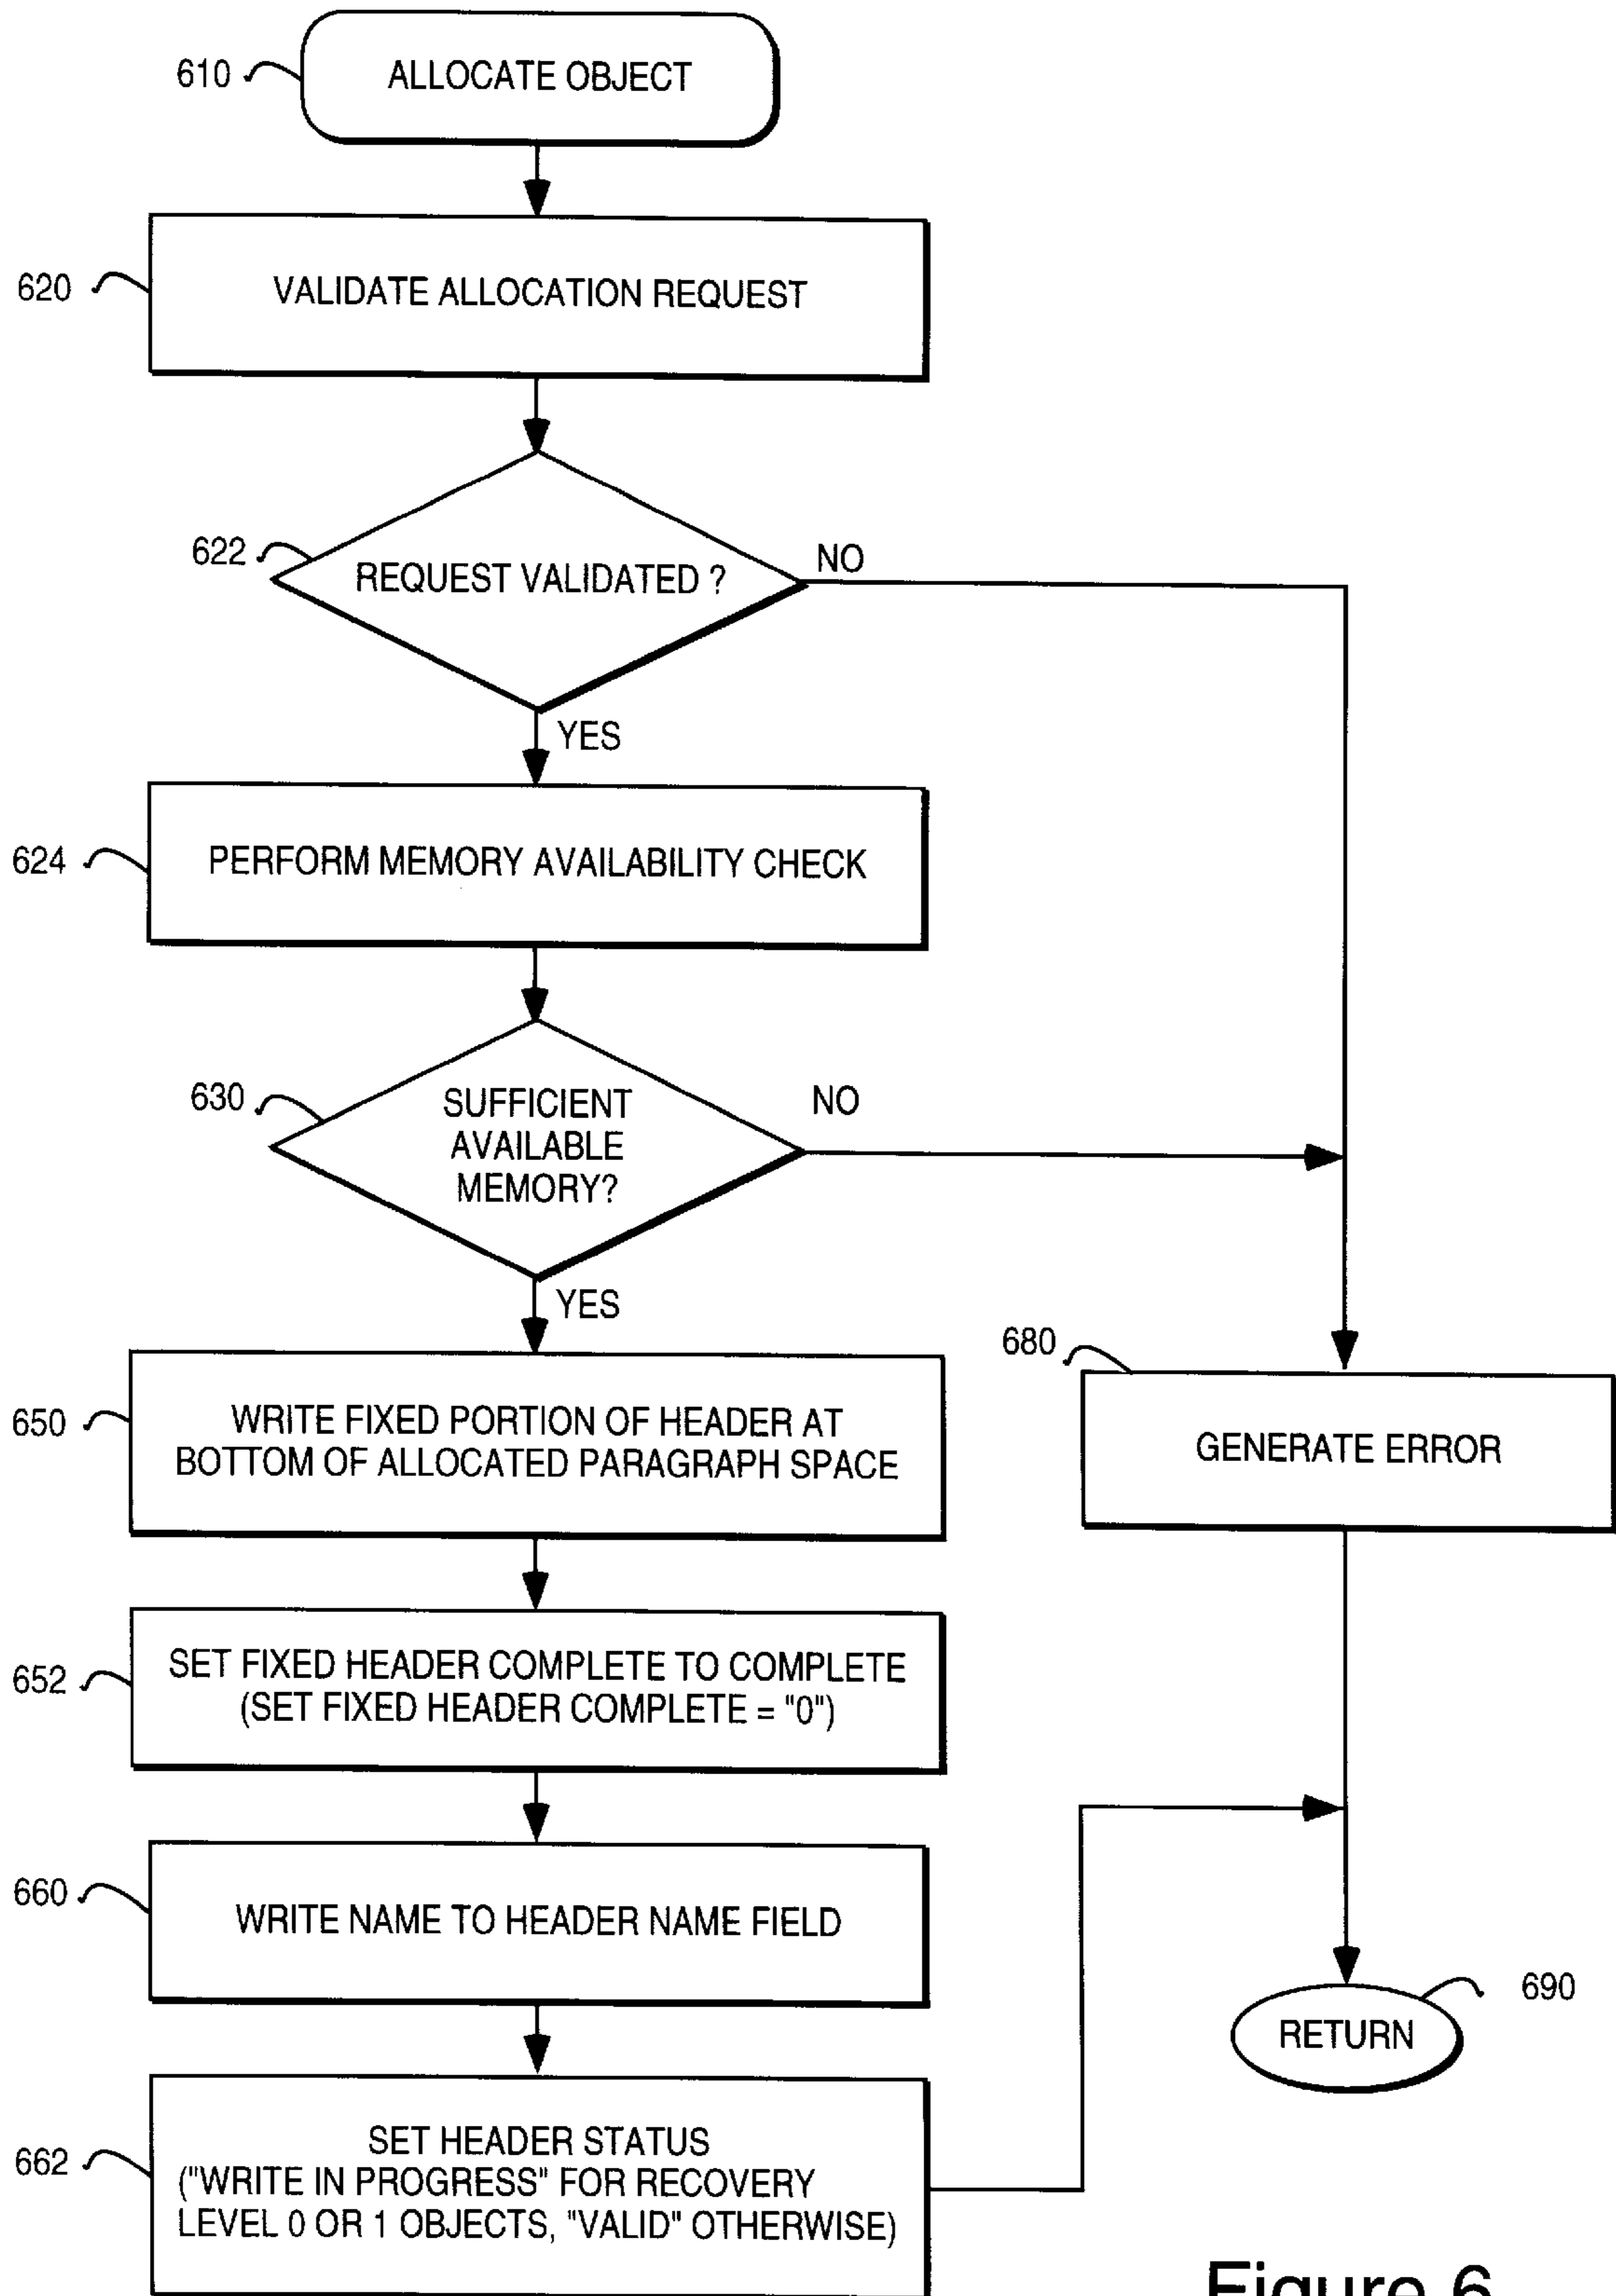 610
ALLOCATE OBJECT
620
VALIDATE ALLOCATION REQUEST
622
REQUEST VALIDATED ?
NO
YES
624
PERFORM MEMORY AVAILABILITY CHECK
630
SUFFICIENT
AVAILABLE
MEMORY?
NO
YES
650
WRITE FIXED PORTION OF HEADER AT
BOTTOM OF ALLOCATED PARAGRAPH SPACE
680
GENERATE ERROR
652
SET FIXED HEADER COMPLETE TO COMPLETE
(SET FIXED HEADER COMPLETE = "0")
660
WRITE NAME TO HEADER NAME FIELD
690
RETURN
662
SET HEADER STATUS
("WRITE IN PROGRESS" FOR RECOVERY
LEVEL 0 OR 1 OBJECTS, "VALID" OTHERWISE)
Figure 6